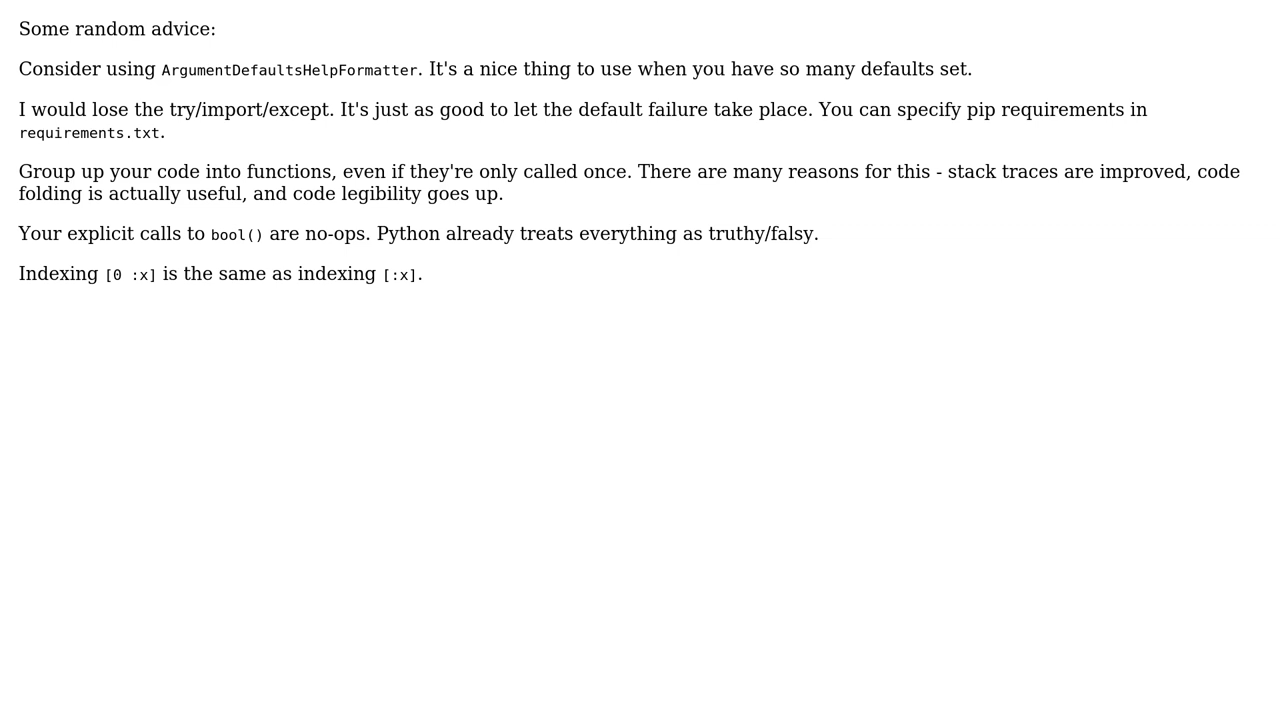 Some random advice:
Consider using ArgumentDefaultsHelpFormatter. It's a nice thing to use when you have so many defaults set.
I would lose the try/import/except. It's just as good to let the default failure take place. You can specify pip requirements in
requirements.txt.
Group up your code into functions, even if they're only called once. There are many reasons for this - stack traces are improved, code
folding is actually useful, and code legibility goes up.
Your explicit calls to bool() are no-ops. Python already treats everything as truthy/falsy.
Indexing [0 :x] is the same as indexing [:x].